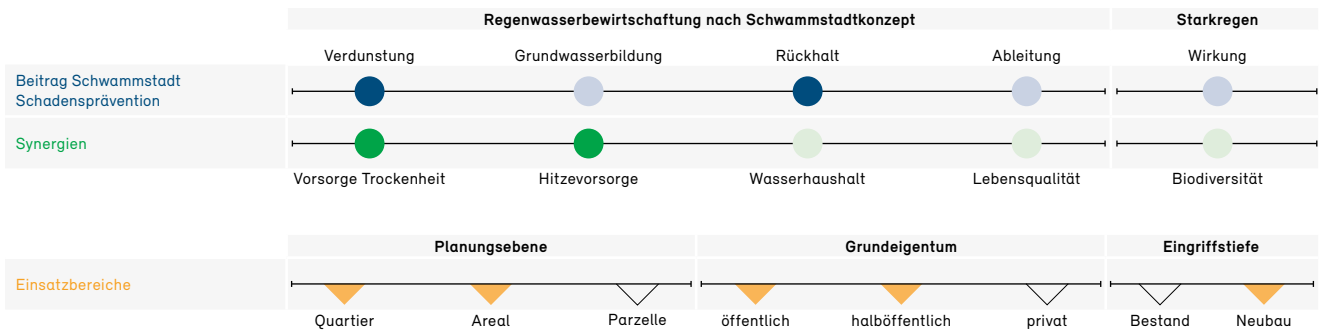 Regenwasserbewirtschaftung nach Schwammstadtkonzept Starkregen
Verdunstung Grundwasserbildung Rückhalt Ableitung Wirkung
Beitrag Schwammstadt
Schadensprävention
Synergien
Vorsorge Trockenheit Hitzevorsorge Wasserhaushalt Lebensqualität Biodiversität
Planungsebene Grundeigentum Eingriffstiefe
Einsatzbereiche
Quartier Areal Parzelle öffentlich halböffentlich privat Bestand Neubau